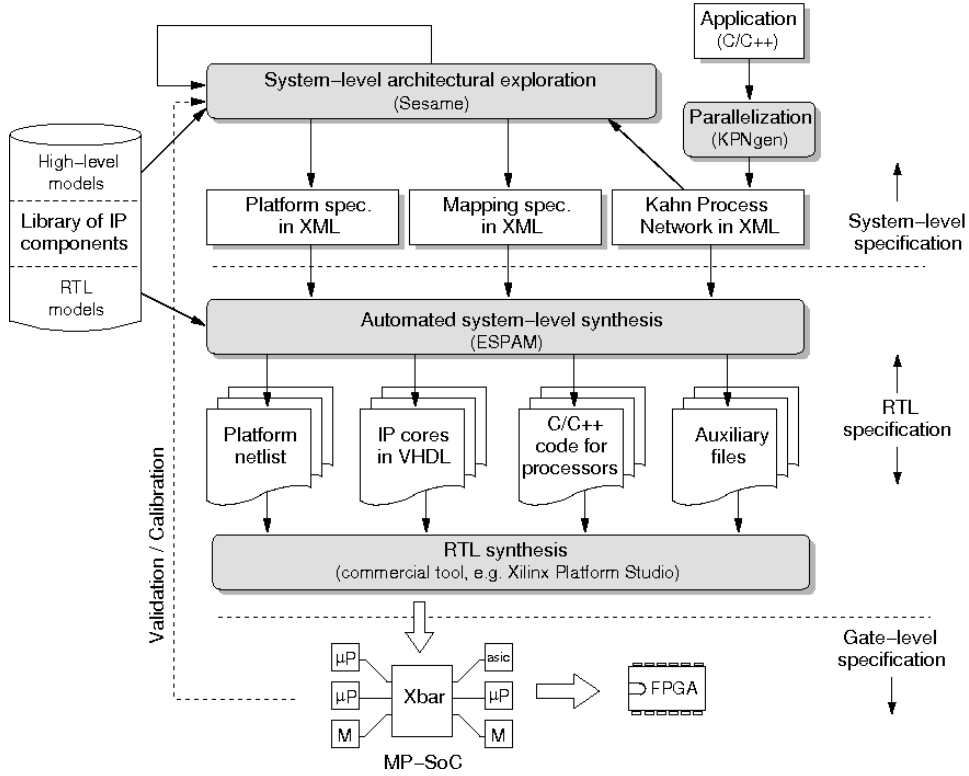 Application
(C/C++)
System-level architectural exploration
(Sesame)
Parallelization
(KPNgen)
High-level
models
Library of IP
components
RTL
models
Platform spec.
in XML
Mapping spec.
in XML
Kahn Process
Network in XML
System-level
specification
Automated system-level synthesis
(ESPAM)
Platform
netlist
IP cores
in VHDL
C/C++
code for
processors
Auxiliary
files
RTL
specification
RTL synthesis
(commercial tool, e.g. Xilinx Platform Studio)
Validation / Calibration
Gate-level
specification
μP
μP
M
Xbar
asic
μP
M
MP-SoC
FPGA